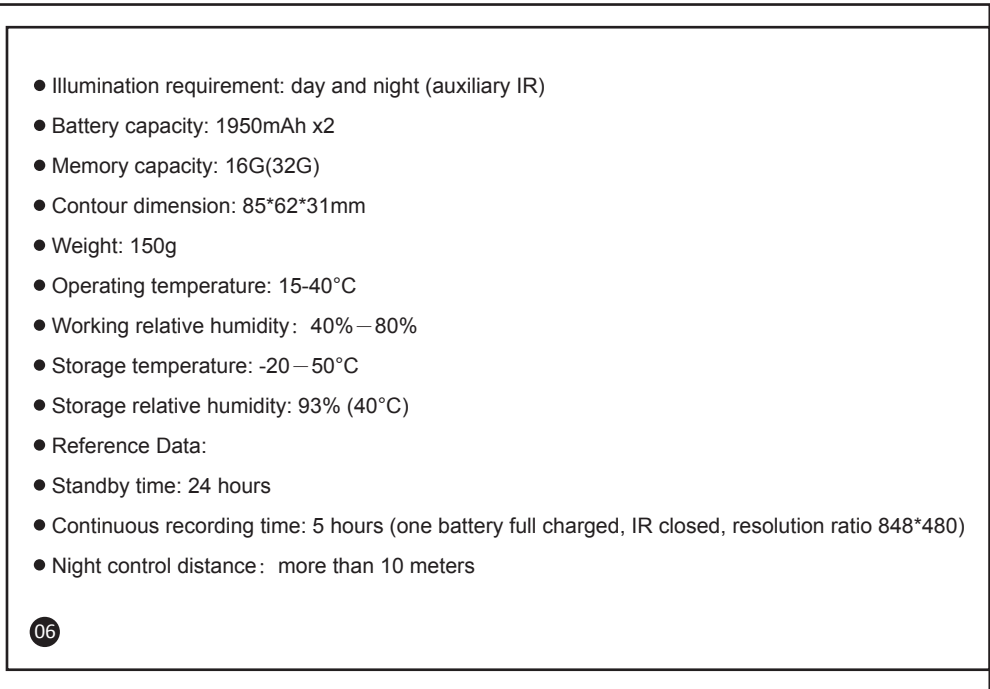 ● Illumination requirement: day and night (auxiliary IR)
● Battery capacity: 1950mAh x2
● Memory capacity: 16G(32G)
● Contour dimension: 85*62*31mm
● Weight: 150g
● Operating temperature: 15-40°C
● Working relative humidity：40%－80%
● Storage temperature: -20－50°C
● Storage relative humidity: 93% (40°C)
● Reference Data:
● Standby time: 24 hours
● Continuous recording time: 5 hours (one battery full charged, IR closed, resolution ratio 848*480)
● Night control distance：more than 10 meters
06